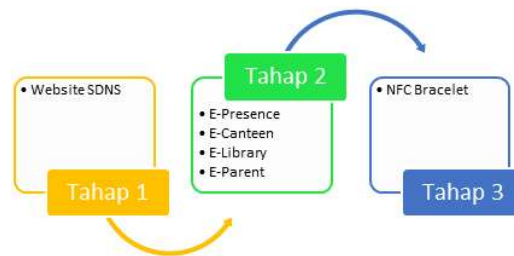 • Website SDNS
Tahap 1
Tahap 2
• E-Presence
• E-Canteen
• E-Library
• E-Parent
• NFC Bracelet
Tahap 3